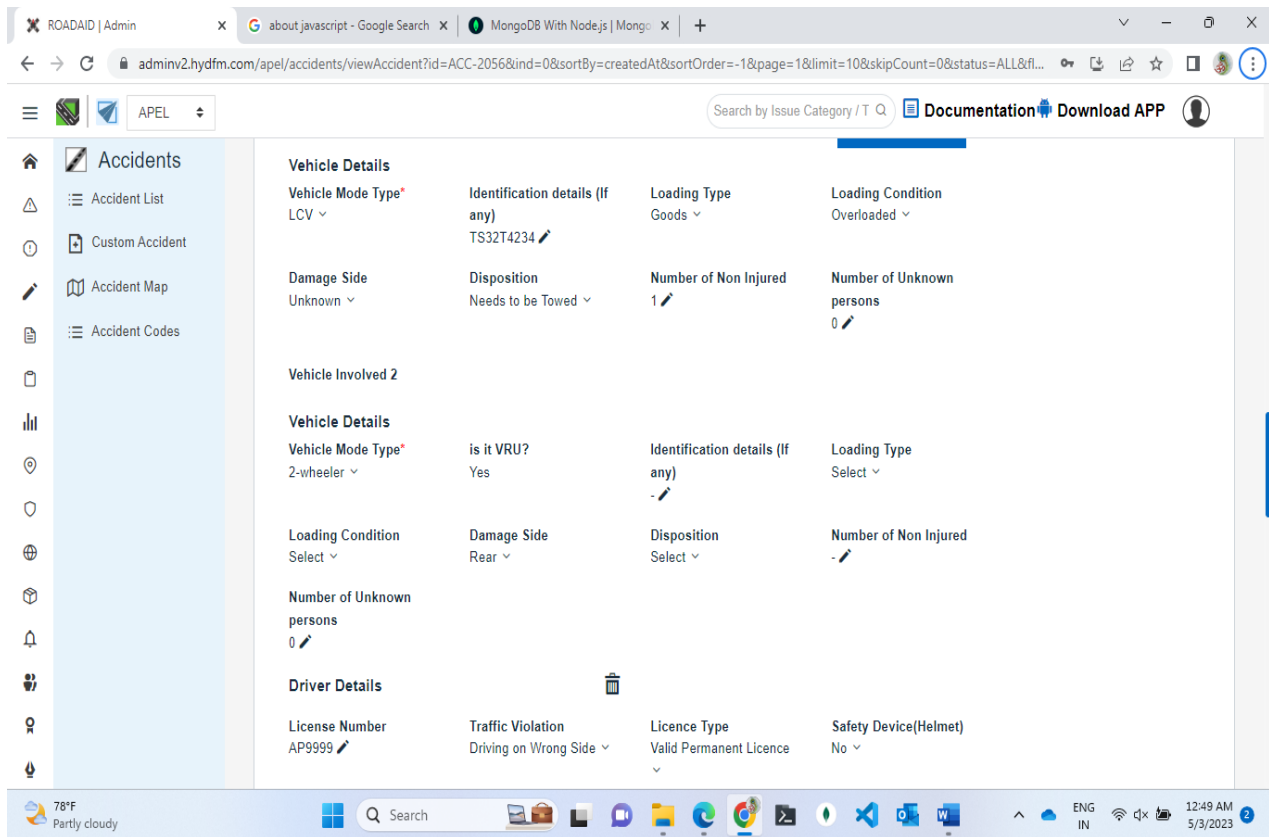 ROADAID | Admin
about javascript - Google Search
MongoDB With Node.js | Mongo
adminv2.hydfm.com/apel/accidents/viewAccident?id=ACC-2056&ind=0&sortBy=createdAt&sortOrder=-1&page=1&limit=10&skipCount=0&status=ALL&fl...
APEL
Search by Issue Category / T
Documentation
Download APP
Accidents
Accident List
Custom Accident
Accident Map
Accident Codes
Vehicle Details
Vehicle Mode Type* Identification details (If any) Loading Type Loading Condition
LCV TS32T4234 Goods Overloaded
Damage Side Disposition Number of Non Injured Number of Unknown persons
Unknown Needs to be Towed 1 0
Vehicle Involved 2
Vehicle Details
Vehicle Mode Type* is it VRU? Identification details (If any) Loading Type
2-wheeler Yes - Select
Loading Condition Damage Side Disposition Number of Non Injured
Select Rear Select -
Number of Unknown
persons
0
Driver Details
License Number Traffic Violation Licence Type Safety Device(Helmet)
AP9999 Driving on Wrong Side Valid Permanent Licence No
78°F
Partly cloudy
Search
ENG
IN
12:49 AM
5/3/2023
2